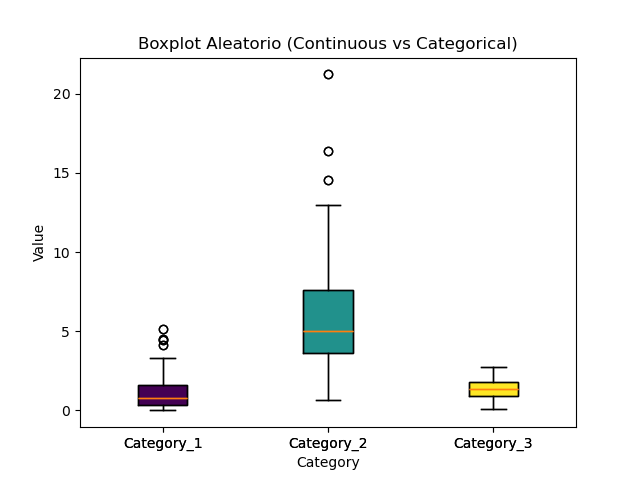 Boxplot Aleatorio (Continuous vs Categorical)
20
15
10
5
0
Value
Category_1
Category_2
Category_3
Category